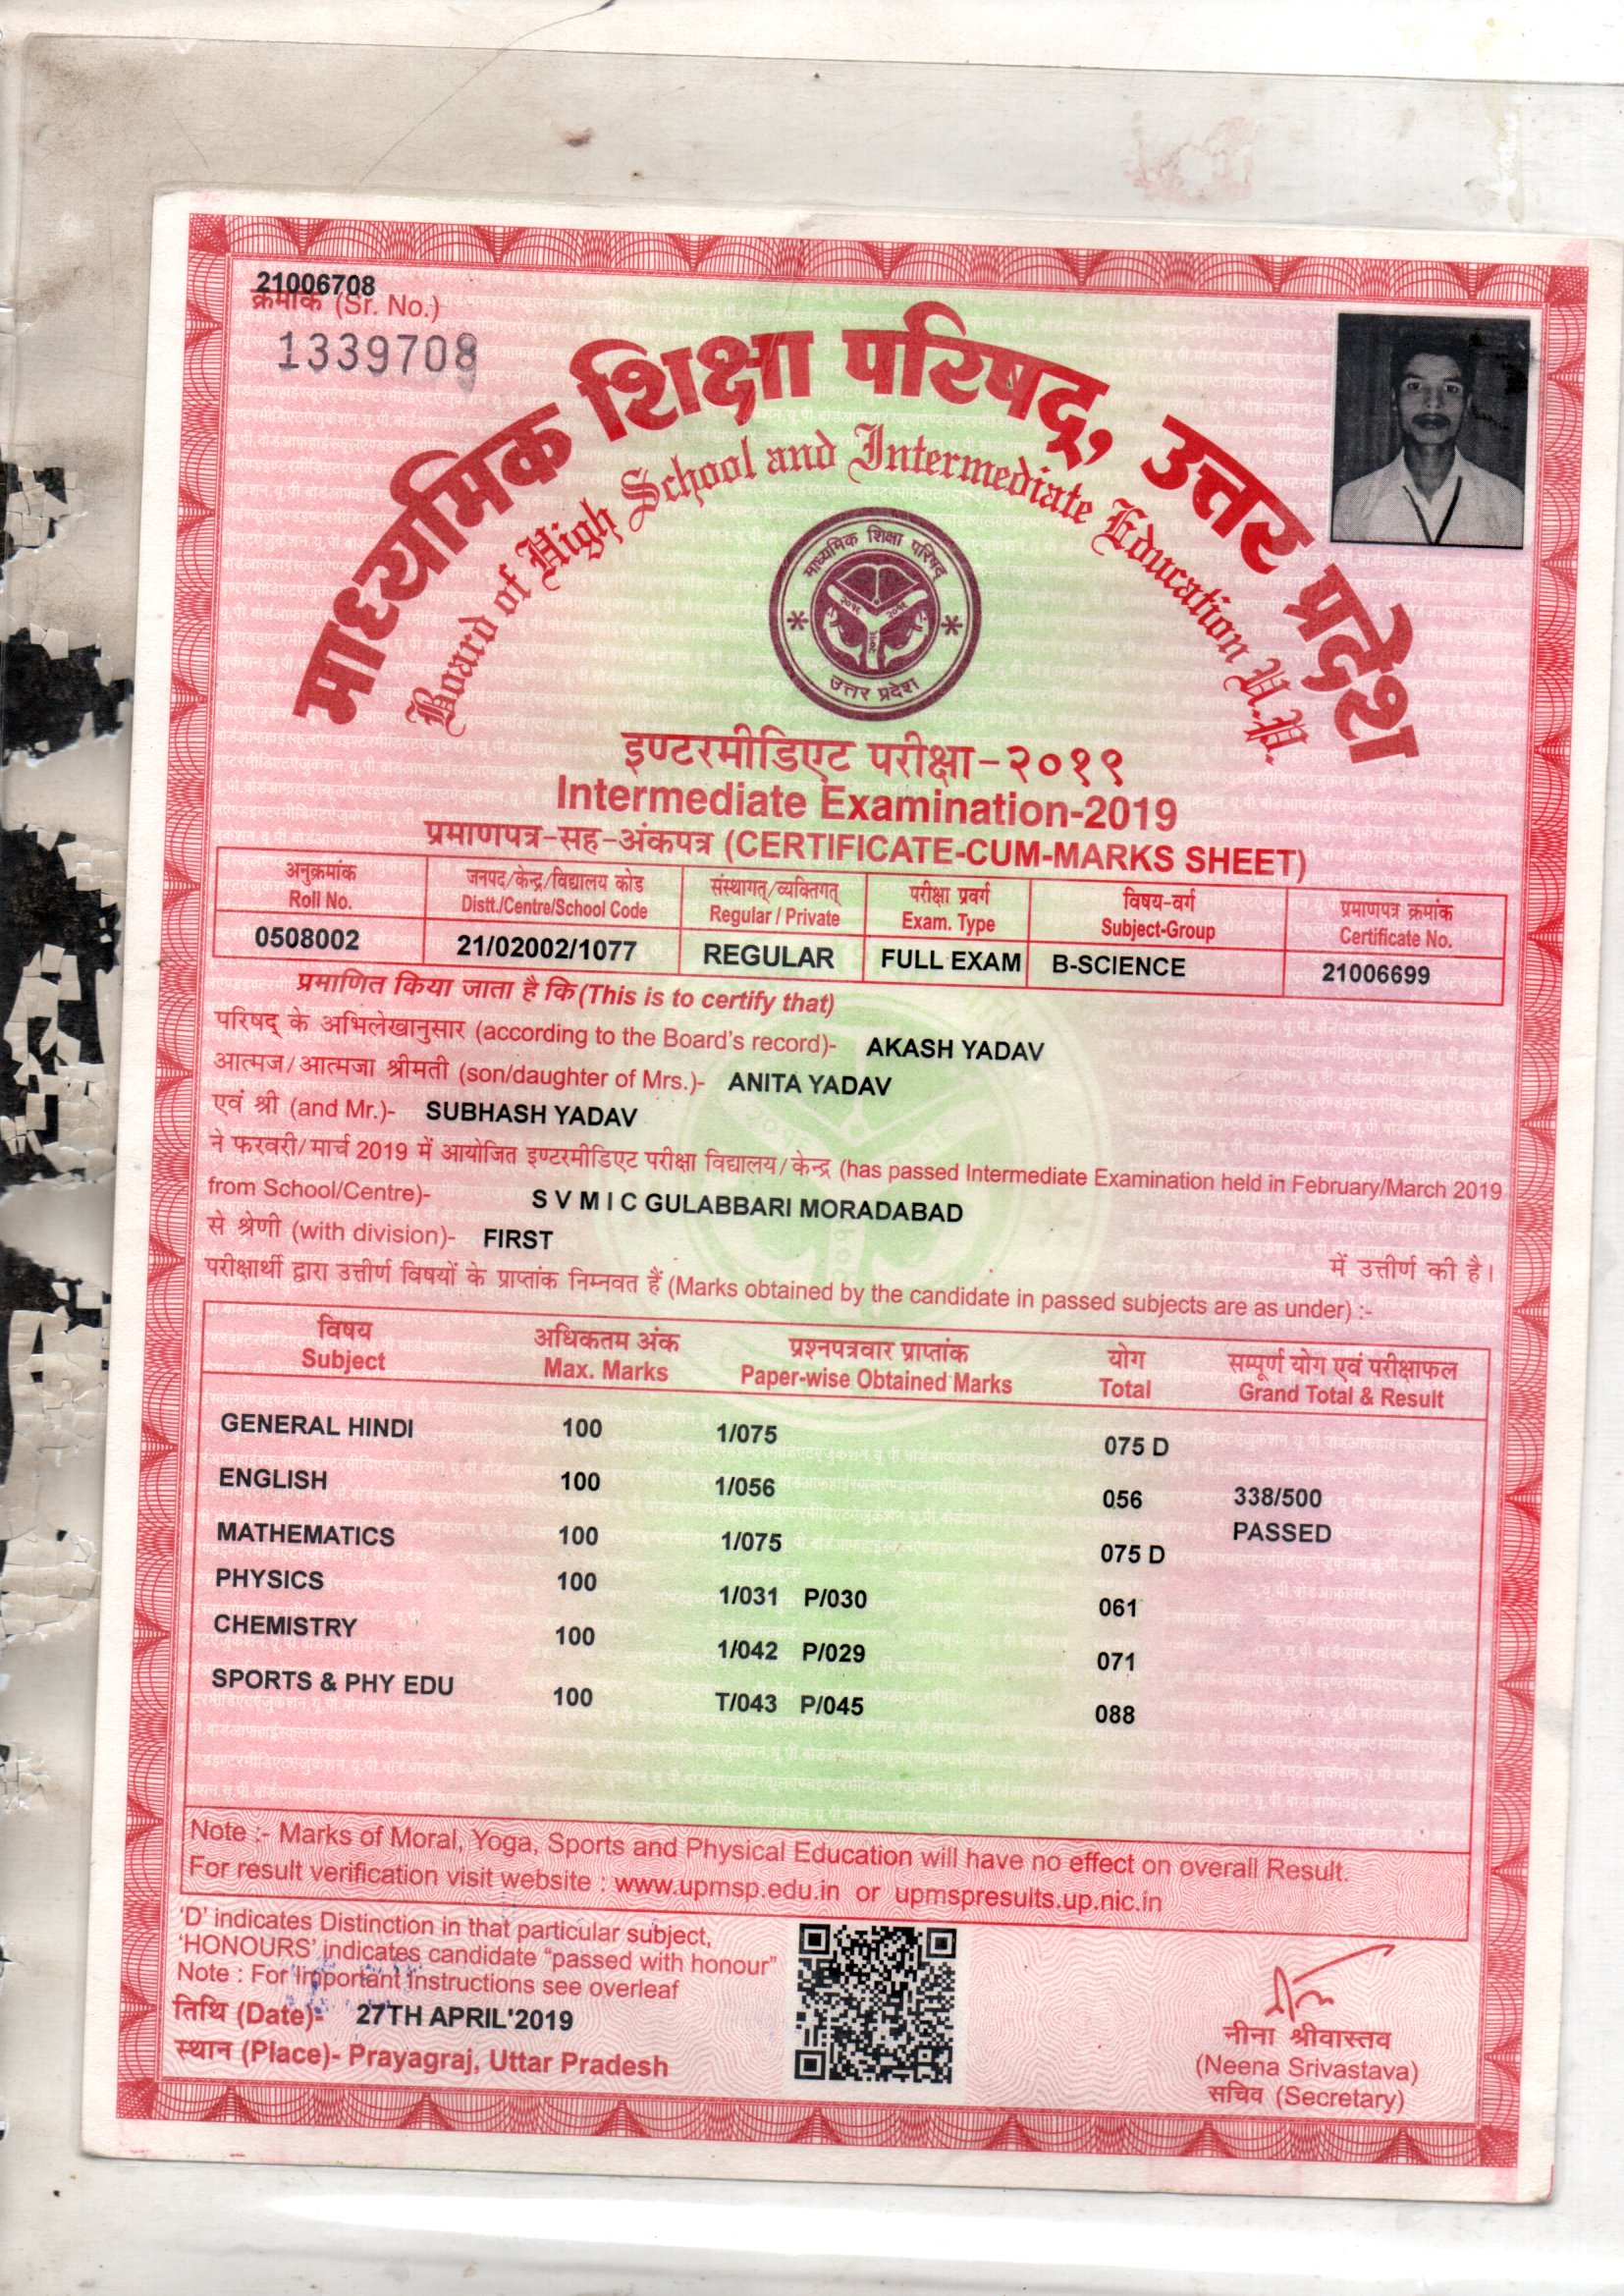 21006708
क्रमांक (Sr. No.)
1339708
माध्यमिक शिक्षा परिषद्, उत्तर प्रदेश
Board of High School and Intermediate Education U.P.
माध्यमिक शिक्षा परिषद्
उत्तर प्रदेश
इण्टरमीडिएट परीक्षा-२०१९
Intermediate Examination-2019
प्रमाणपत्र-सह-अंकपत्र (CERTIFICATE-CUM-MARKS SHEET)
अनुक्रमांक जनपद/केन्द्र/विद्यालय कोड संस्थागत्/व्यक्तिगत् परीक्षा प्रवर्ग विषय-वर्ग प्रमाणपत्र क्रमांक
Roll No. Distt./Centre/School Code Regular / Private Exam. Type Subject-Group Certificate No.
0508002 21/02002/1077 REGULAR FULL EXAM B-SCIENCE 21006699
प्रमाणित किया जाता है कि (This is to certify that)
परिषद् के अभिलेखानुसार (according to the Board's record)- AKASH YADAV
आत्मज/आत्मजा श्रीमती (son/daughter of Mrs.)- ANITA YADAV
एवं श्री (and Mr.)- SUBHASH YADAV
ने फरवरी/मार्च 2019 में आयोजित इण्टरमीडिएट परीक्षा विद्यालय/केन्द्र (has passed Intermediate Examination held in February/March 2019
from School/Centre)- S V M I C GULABBARI MORADABAD
से श्रेणी (with division)- FIRST में उत्तीर्ण की है।
परीक्षार्थी द्वारा उत्तीर्ण विषयों के प्राप्तांक निम्नवत हैं (Marks obtained by the candidate in passed subjects are as under) :-
विषय अधिकतम अंक प्रश्नपत्रवार प्राप्तांक योग सम्पूर्ण योग एवं परीक्षाफल
Subject Max. Marks Paper-wise Obtained Marks Total Grand Total & Result
GENERAL HINDI 100 1/075 075 D
ENGLISH 100 1/056 056 338/500
PASSED
MATHEMATICS 100 1/075 075 D
PHYSICS 100 1/031 P/030 061
CHEMISTRY 100 1/042 P/029 071
SPORTS & PHY EDU 100 T/043 P/045 088
Note :- Marks of Moral, Yoga, Sports and Physical Education will have no effect on overall Result.
For result verification visit website : www.upmsp.edu.in or upmspresults.up.nic.in
'D' indicates Distinction in that particular subject,
'HONOURS' indicates candidate "passed with honour"
Note : For Important Instructions see overleaf
तिथि (Date)- 27TH APRIL'2019
स्थान (Place)- Prayagraj, Uttar Pradesh
नीना श्रीवास्तव
(Neena Srivastava)
सचिव (Secretary)